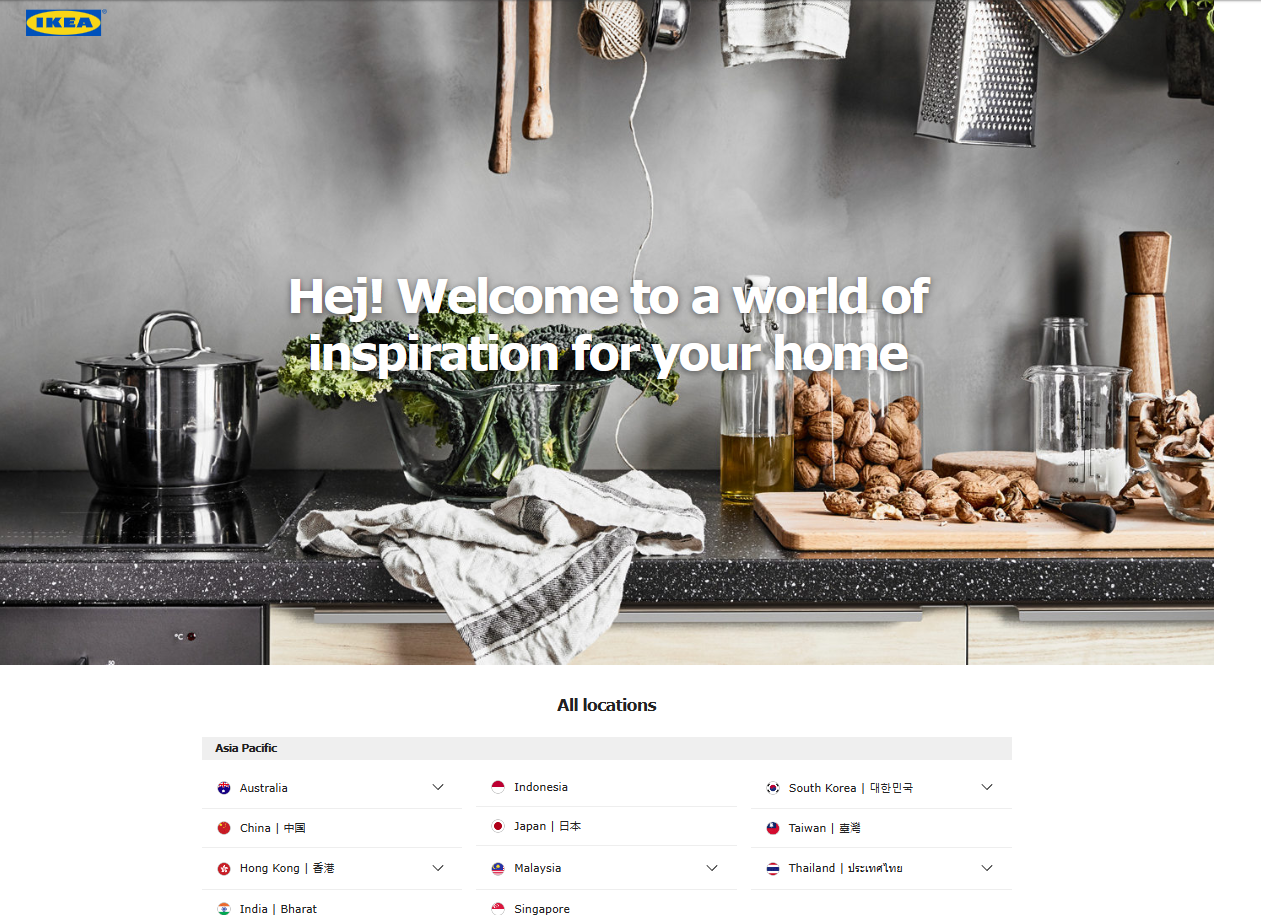 IKEA
Hej! Welcome to a world of
inspiration for your home
°C
All locations
Asia Pacific
Australia
Indonesia
South Korea | 대한민국
China | 中国
Japan | 日本
Taiwan | 臺灣
Hong Kong | 香港
Malaysia
Thailand | ประเทศไทย
India | Bharat
Singapore